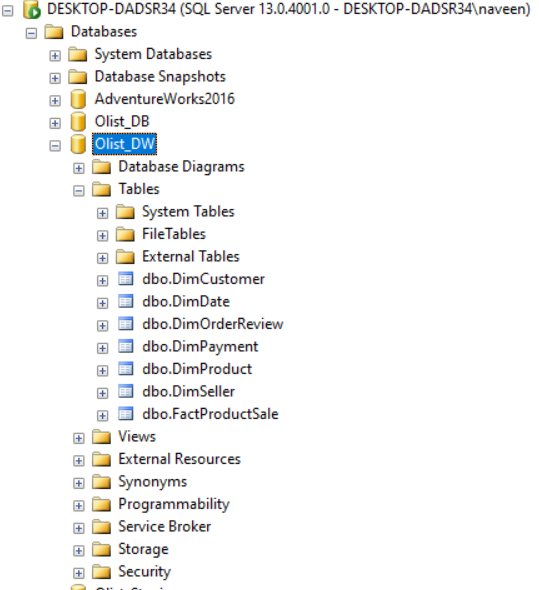 DESKTOP-DADSR34 (SQL Server 13.0.4001.0 - DESKTOP-DADSR34\naveen)
Databases
System Databases
Database Snapshots
AdventureWorks2016
Olist_DB
Olist_DW
Database Diagrams
Tables
System Tables
FileTables
External Tables
dbo.DimCustomer
dbo.DimDate
dbo.DimOrderReview
dbo.DimPayment
dbo.DimProduct
dbo.DimSeller
dbo.FactProductSale
Views
External Resources
Synonyms
Programmability
Service Broker
Storage
Security